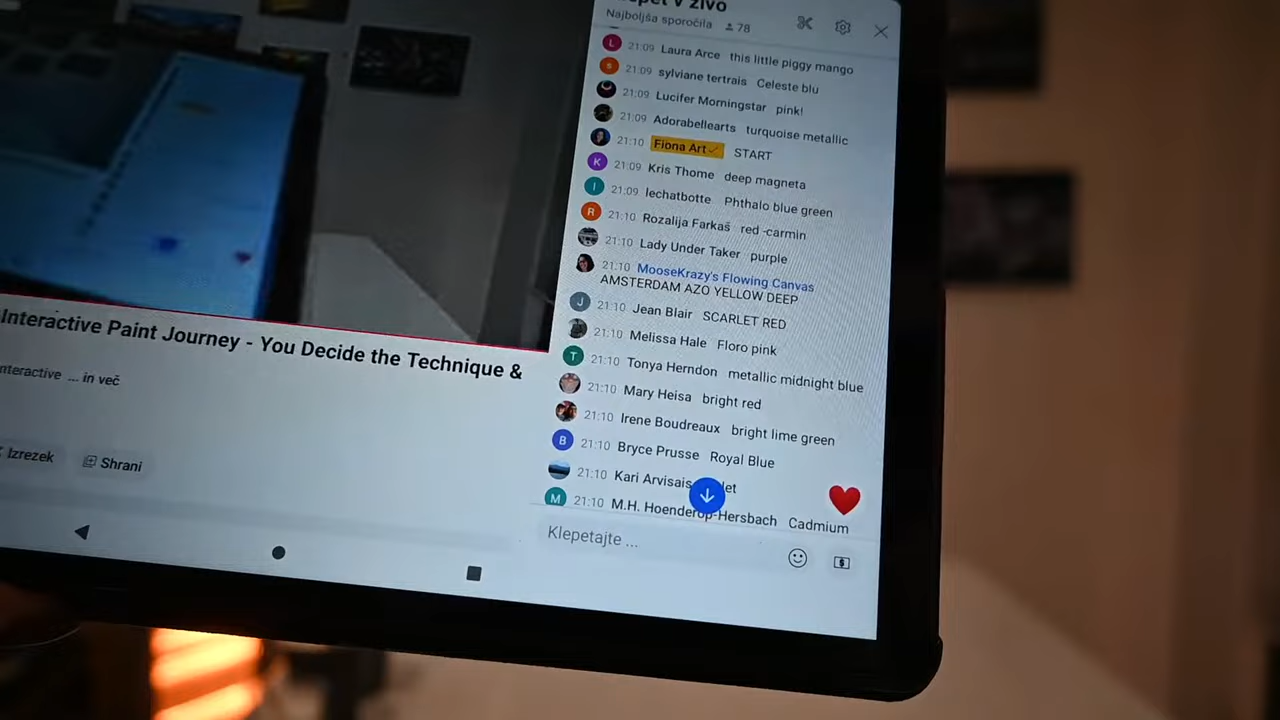 v živo
Najboljša sporočila 78
21:09 Laura Arce this little piggy mango
21:09 sylviane tertrais Celeste blu
21:09 Lucifer Morningstar pink!
21:09 Adorabellearts turquoise metallic
21:10 Fiona Art ✓ START
21:09 Kris Thome deep magneta
21:09 lechatbotte Phthalo blue green
21:10 Rozalija Farkaš red -carmin
21:10 Lady Under Taker purple
21:10 MooseKrazy's Flowing Canvas
AMSTERDAM AZO YELLOW DEEP
21:10 Jean Blair SCARLET RED
21:10 Melissa Hale Floro pink
21:10 Tonya Herndon metallic midnight blue
21:10 Mary Heisa bright red
21:10 Irene Boudreaux bright lime green
21:10 Bryce Prusse Royal Blue
21:10 Kari Arvisais
21:10 M.H. Hoenderop-Hersbach Cadmium
Klepetajte ...
Interactive Paint Journey - You Decide the Technique &
nteractive ... in več
Izrezek
Shrani